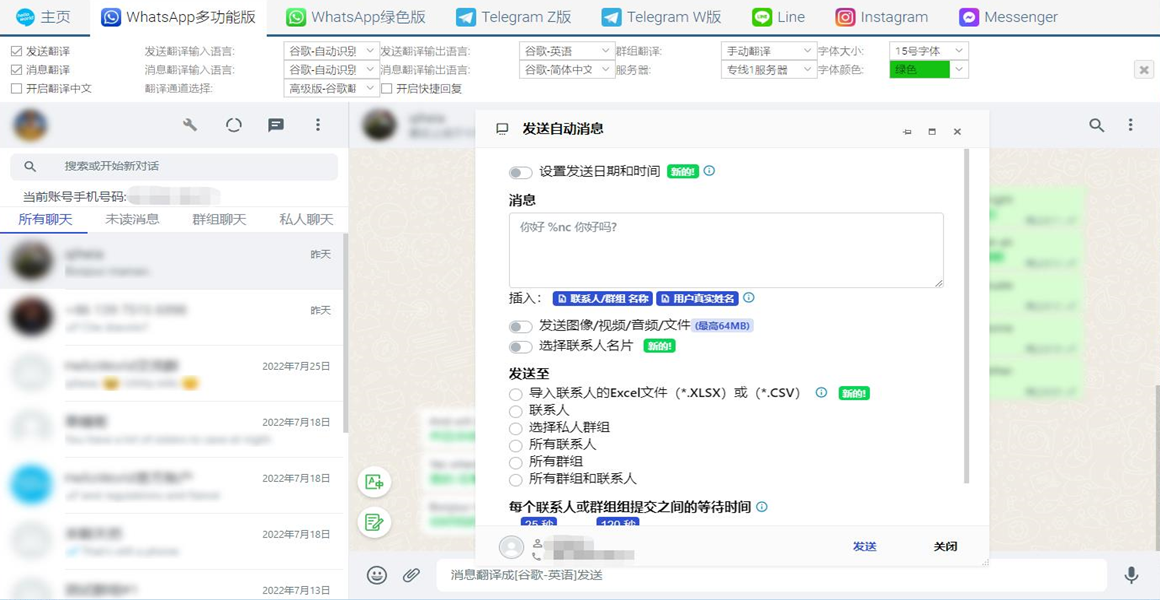 主页 WhatsApp多功能版 WhatsApp绿色版 Telegram Z版 Telegram W版 Line Instagram Messenger
发送翻译 发送翻译输入语言: 谷歌-自动识别 发送翻译输出语言: 谷歌-英语 群组翻译: 手动翻译 字体大小: 15号字体
消息翻译 消息翻译输入语言: 谷歌-自动识别 消息翻译输出语言: 谷歌-简体中文 服务器: 专线1服务器 字体颜色: 绿色
开启翻译中文 翻译通道选择: 高级版-谷歌翻 开启快捷回复
搜索或开始新对话
当前账号手机号码:
所有聊天 未读消息 群组聊天 私人聊天
昨天
昨天
2022年7月25日
2022年7月18日
2022年7月18日
2022年7月18日
2022年7月13日
发送自动消息
设置发送日期和时间 新的!
消息
你好 %nc 你好吗?
插入: 联系人/群组 名称 用户真实姓名
发送图像/视频/音频/文件 (最高64MB)
选择联系人名片 新的!
发送至
导入联系人的Excel文件（*.XLSX）或（*.CSV） 新的!
联系人
选择私人群组
所有联系人
所有群组
所有群组和联系人
每个联系人或群组组提交之间的等待时间
25 秒 120 秒
发送 关闭
消息翻译成[谷歌-英语]发送